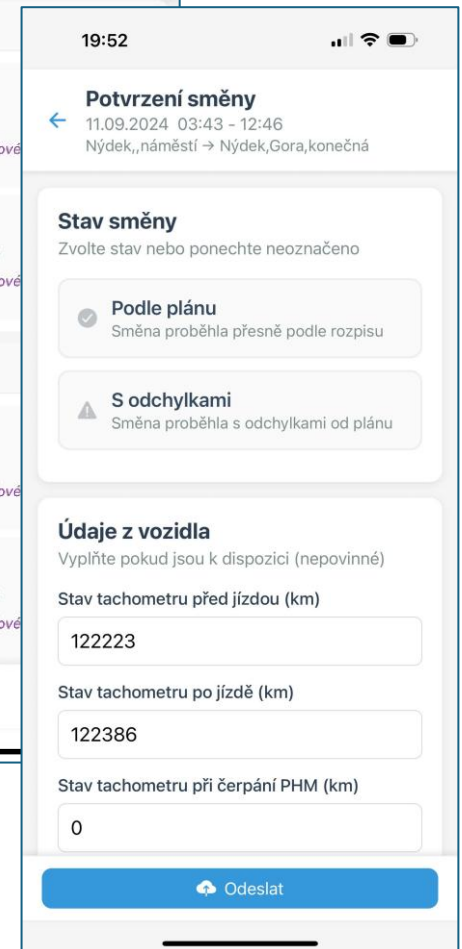 19:52
Potvrzení směny
11.09.2024 03:43 - 12:46
Nýdek,,náměstí → Nýdek,Gora,konečná
Stav směny
Zvolte stav nebo ponechte neoznačeno
Podle plánu
Směna proběhla přesně podle rozpisu
S odchylkami
Směna proběhla s odchylkami od plánu
Údaje z vozidla
Vyplňte pokud jsou k dispozici (nepovinné)
Stav tachometru před jízdou (km)
122223
Stav tachometru po jízdě (km)
122386
Stav tachometru při čerpání PHM (km)
0
Odeslat